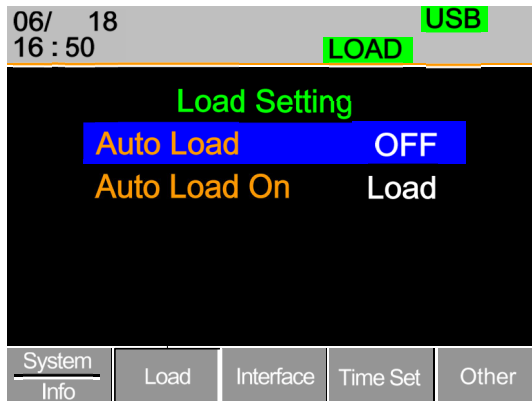 06/ 18 USB
16 : 50 LOAD
Load Setting
Auto Load OFF
Auto Load On Load
System
Info
Load
Interface
Time Set
Other